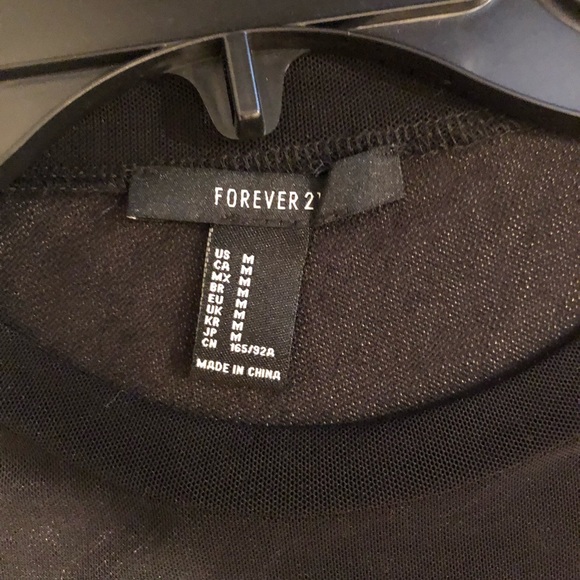 FOREVER 21
US M
CA M
MX M
BR M
EU M
UK M
KR M
JP M
CN 165/92A
MADE IN CHINA